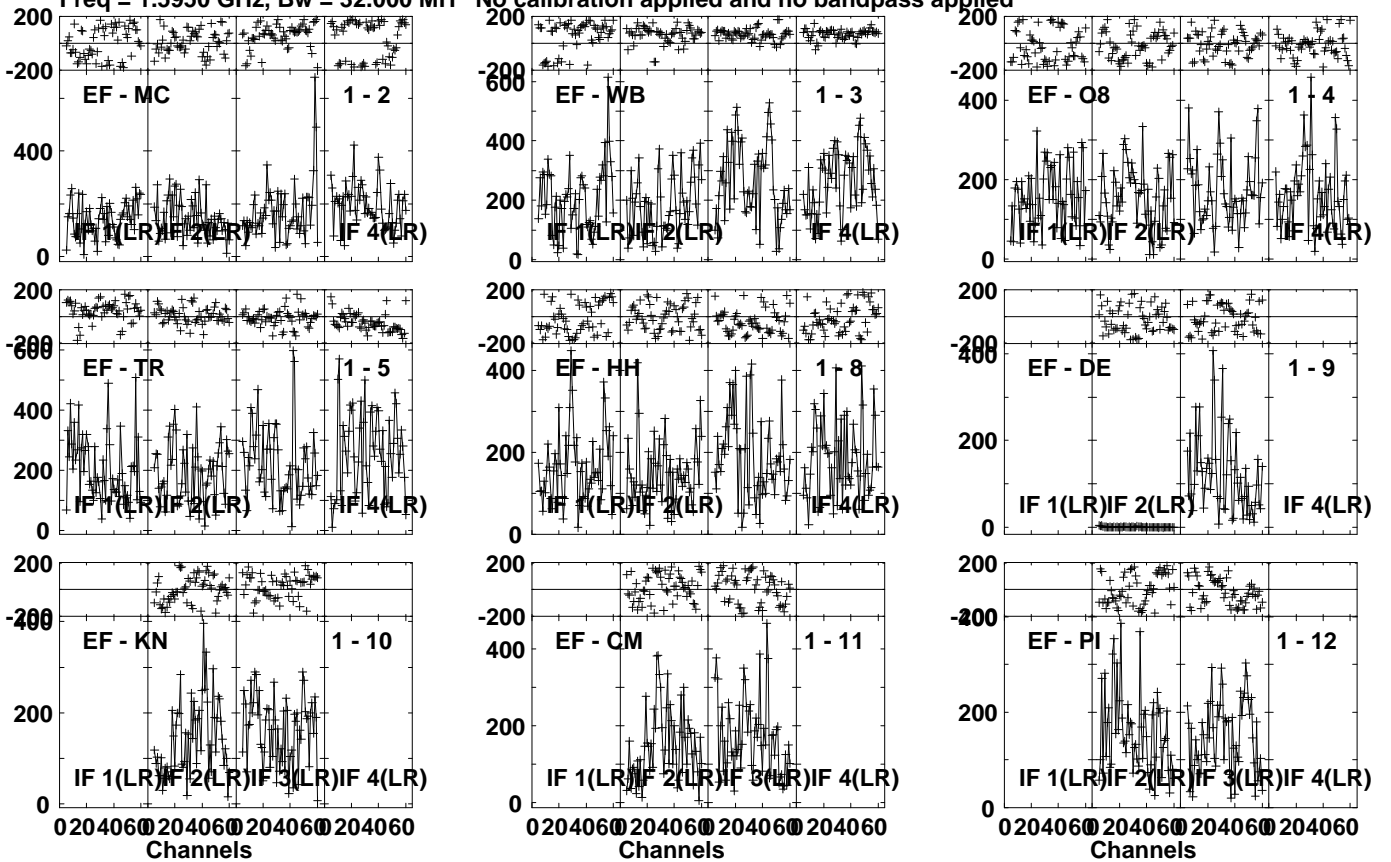 Freq = 1.5950 GHz, Bw = 32.000 MH No calibration applied and no bandpass applied
200 200 200
-200 -200 -200
EF - MC 1 - 2 EF - WB 1 - 3 EF - O8 1 - 4
600
400 400 400
200 200
0 0 0
IF 1(LR) IF 2(LR) IF 4(LR) IF 1(LR) IF 2(LR) IF 4(LR) IF 1(LR) IF 2(LR) IF 4(LR)
200 200 200
-200 -200 -200
600 400
EF - TR 1 - 5 EF - HH 1 - 8 EF - DE 1 - 9
400 400
200 200 200
0 0 0
IF 1(LR) IF 2(LR) IF 4(LR) IF 1(LR) IF 2(LR) IF 4(LR) IF 1(LR) IF 2(LR) IF 4(LR)
200 200 200
-200 -200 -200
400 400
EF - KN 1 - 10 EF - CM 1 - 11 EF - PI 1 - 12
400
200 200 200
0 0 0
IF 1(LR) IF 2(LR) IF 3(LR) IF 4(LR) IF 1(LR) IF 2(LR) IF 3(LR) IF 4(LR) IF 1(LR) IF 2(LR) IF 3(LR) IF 4(LR)
0 20 40 60 0 20 40 60 0 20 40 60 0 20 40 60 0 20 40 60 0 20 40 60 0 20 40 60 0 20 40 60 0 20 40 60 0 20 40 60 0 20 40 60 0 20 40 60
Channels Channels Channels